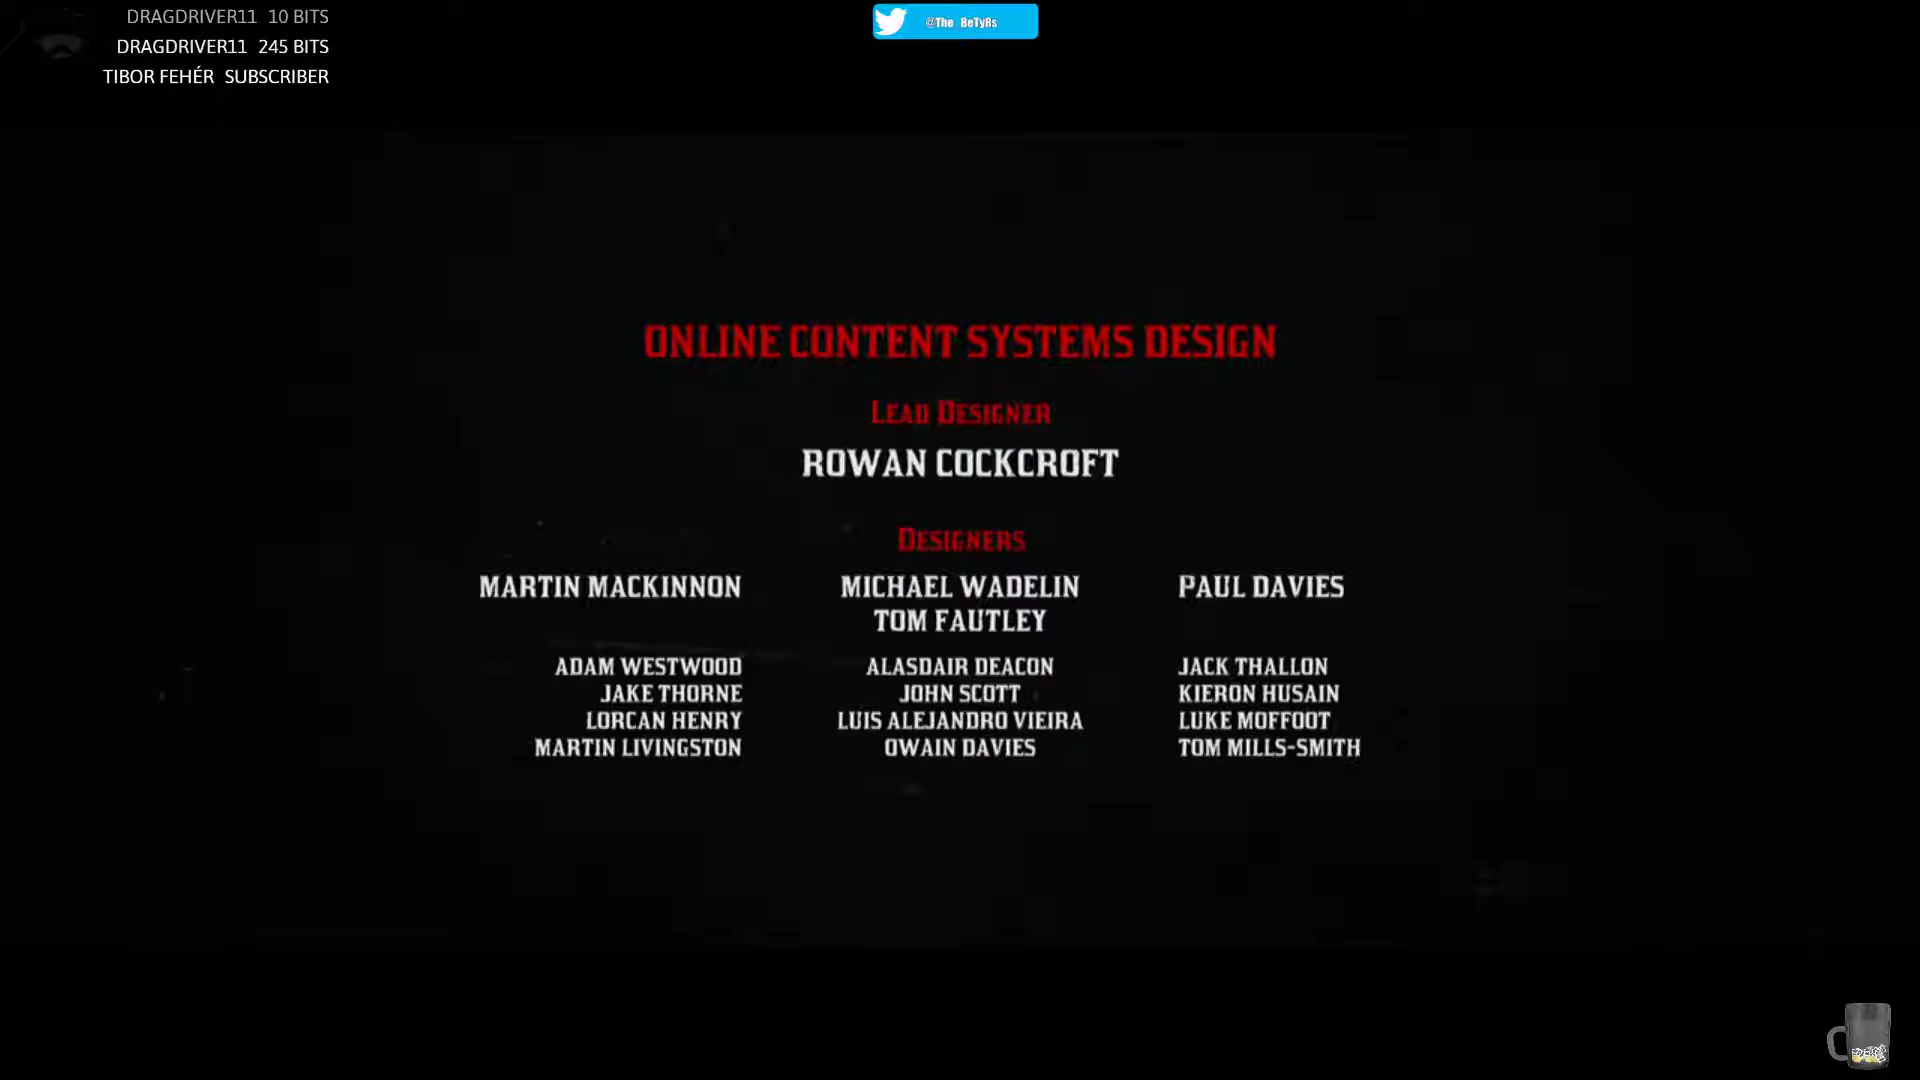 DRAGDRIVER11 10 BITS
DRAGDRIVER11 245 BITS
TIBOR FEHÉR SUBSCRIBER
@The_BeTyRs
ONLINE CONTENT SYSTEMS DESIGN
LEAD DESIGNER
ROWAN COCKCROFT
DESIGNERS
MARTIN MACKINNON MICHAEL WADELIN PAUL DAVIES
TOM FAUTLEY
ADAM WESTWOOD ALASDAIR DEACON JACK THALLON
JAKE THORNE JOHN SCOTT KIERON HUSAIN
LORCAN HENRY LUIS ALEJANDRO VIEIRA LUKE MOFFOOT
MARTIN LIVINGSTON OWAIN DAVIES TOM MILLS-SMITH